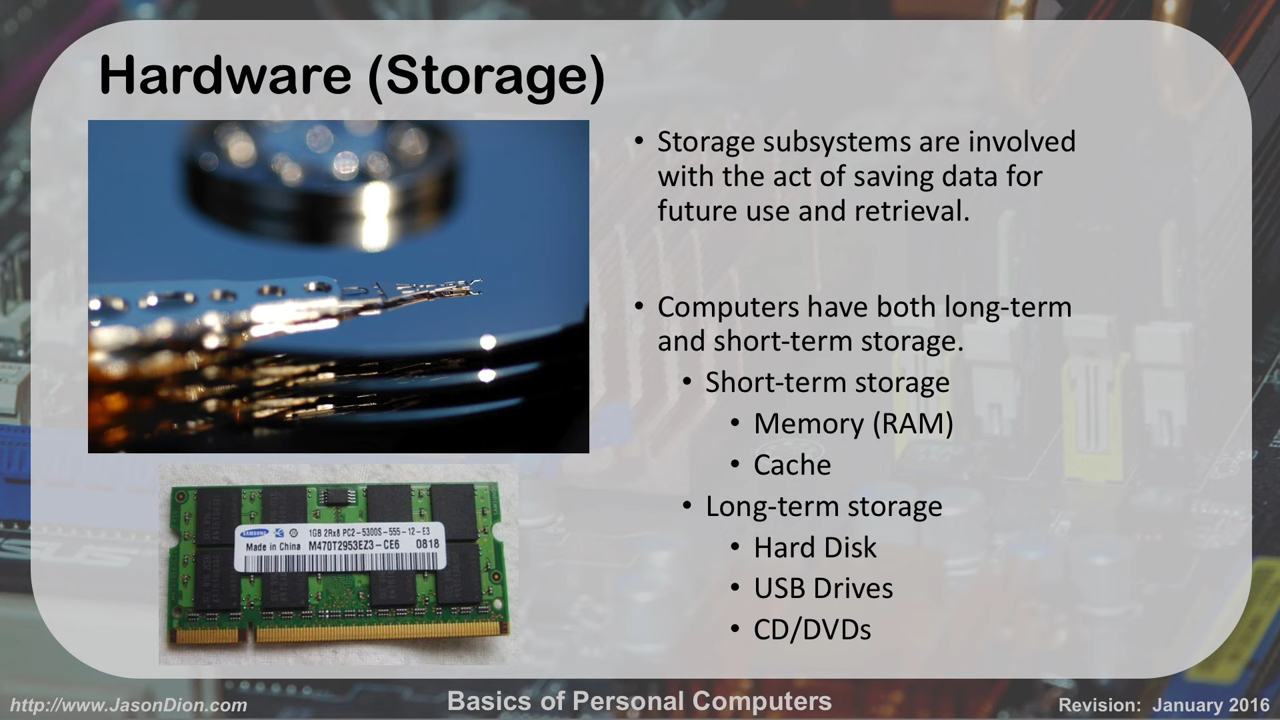 Hardware (Storage)
• Storage subsystems are involved
with the act of saving data for
future use and retrieval.
• Computers have both long-term
and short-term storage.
• Short-term storage
• Memory (RAM)
• Cache
• Long-term storage
• Hard Disk
• USB Drives
• CD/DVDs
SAMSUNG 1GB 2Rx8 PC2-5300S-555-12-E3
Made in China M470T2953EZ3-CE6 0818
http://www.JasonDion.com
Basics of Personal Computers
Revision: January 2016